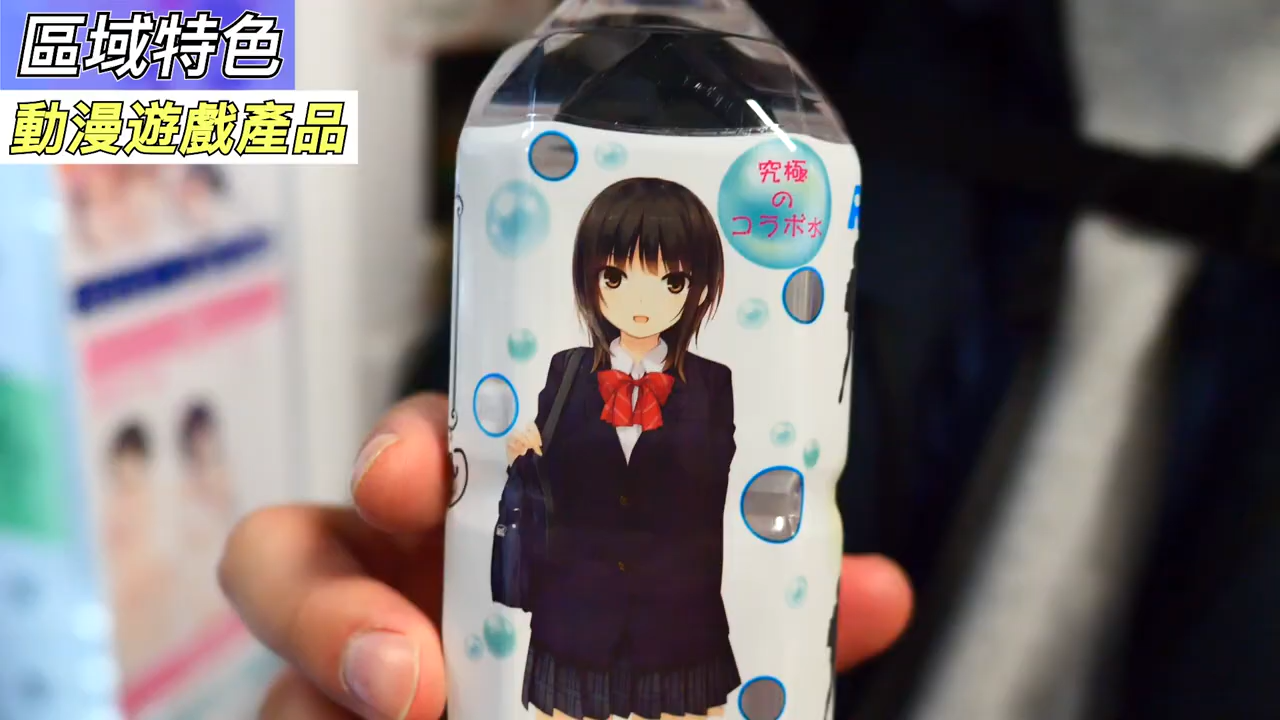 區域特色
動漫遊戲產品
究極
の
コラボ水